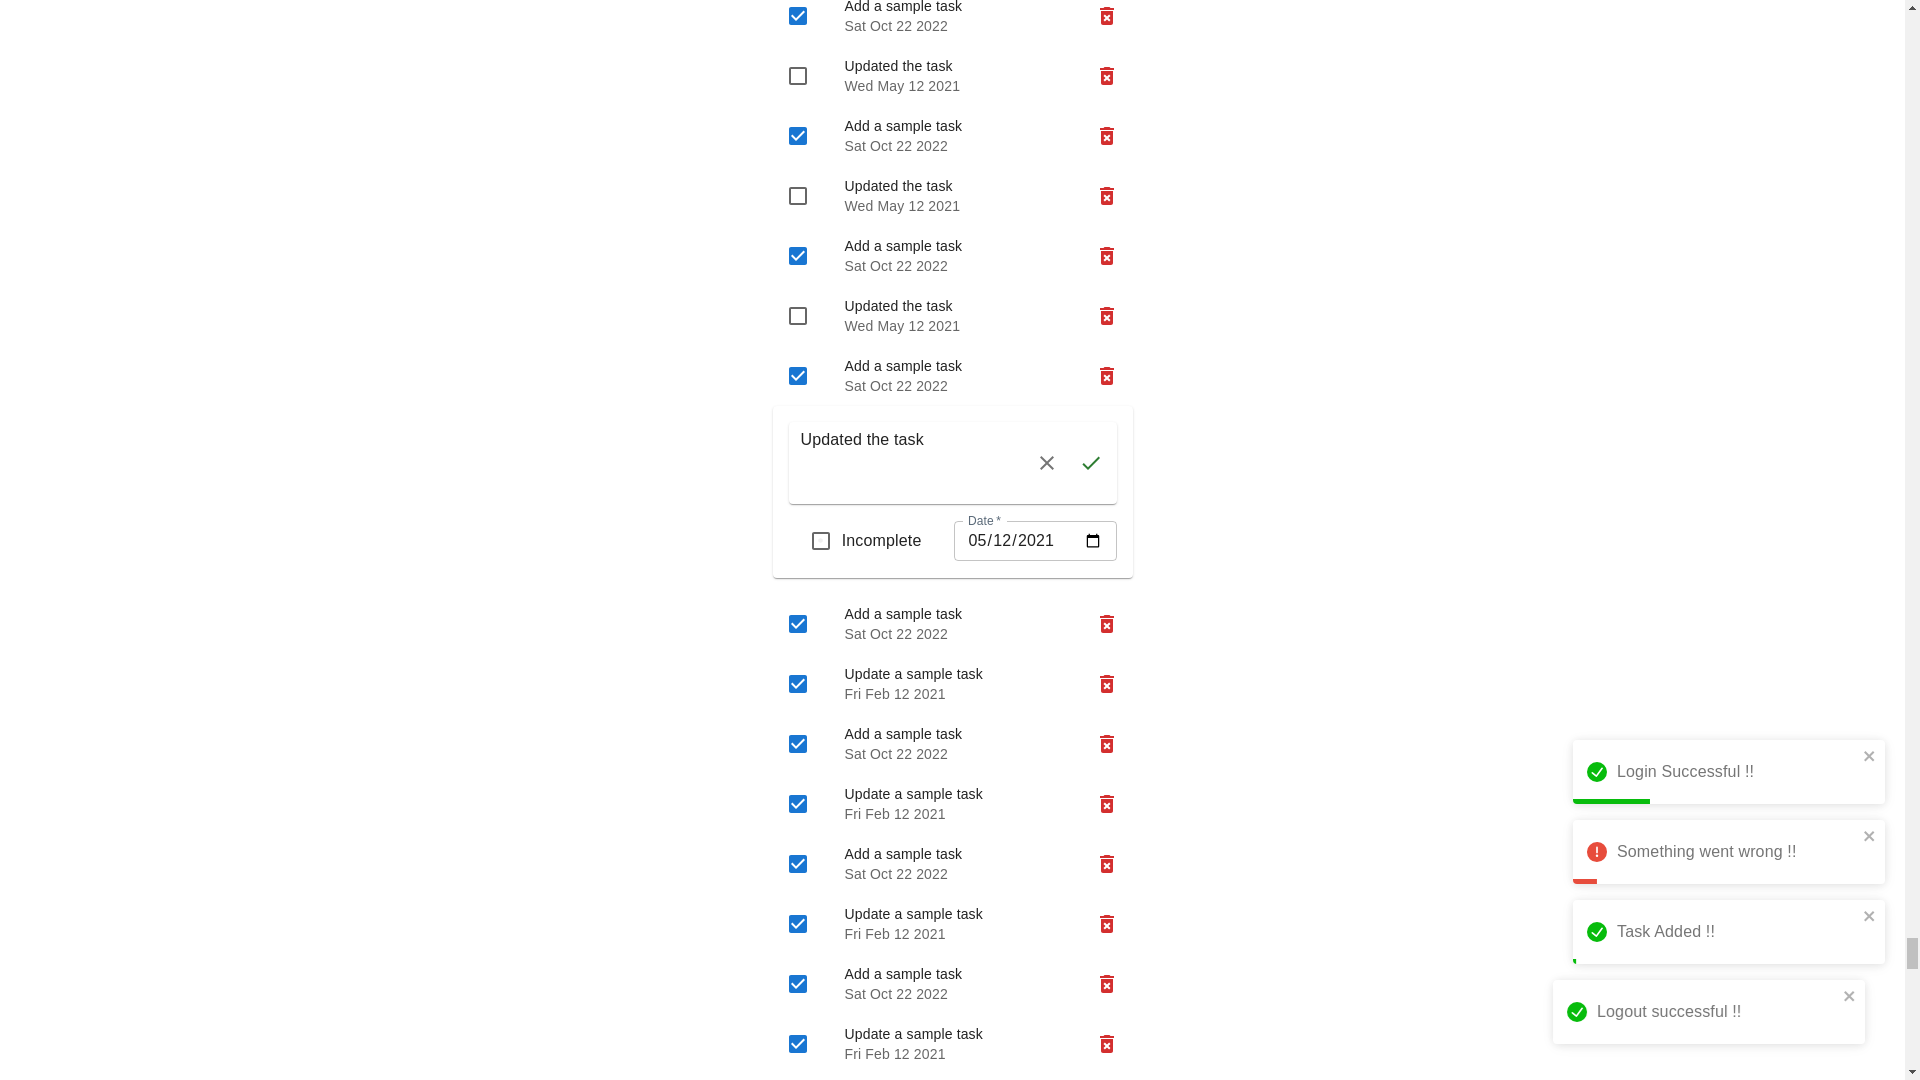 Add a sample task
Sat Oct 22 2022
Updated the task
Wed May 12 2021
Add a sample task
Sat Oct 22 2022
Updated the task
Wed May 12 2021
Add a sample task
Sat Oct 22 2022
Updated the task
Wed May 12 2021
Add a sample task
Sat Oct 22 2022
Updated the task
Date *
Incomplete
05/12/2021
Add a sample task
Sat Oct 22 2022
Update a sample task
Fri Feb 12 2021
Add a sample task
Sat Oct 22 2022
Update a sample task
Fri Feb 12 2021
Add a sample task
Sat Oct 22 2022
Update a sample task
Fri Feb 12 2021
Add a sample task
Sat Oct 22 2022
Update a sample task
Fri Feb 12 2021
Login Successful !!
Something went wrong !!
Task Added !!
Logout successful !!